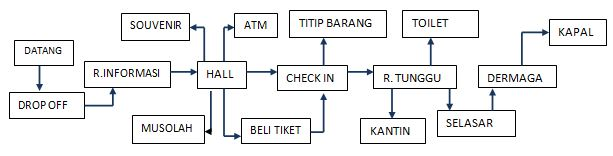 SOUVENIR
ATM
TITIP BARANG
TOILET
KAPAL
DATANG
R.INFORMASI
HALL
CHECK IN
R. TUNGGU
DERMAGA
DROP OFF
MUSOLAH
BELI TIKET
KANTIN
SELASAR